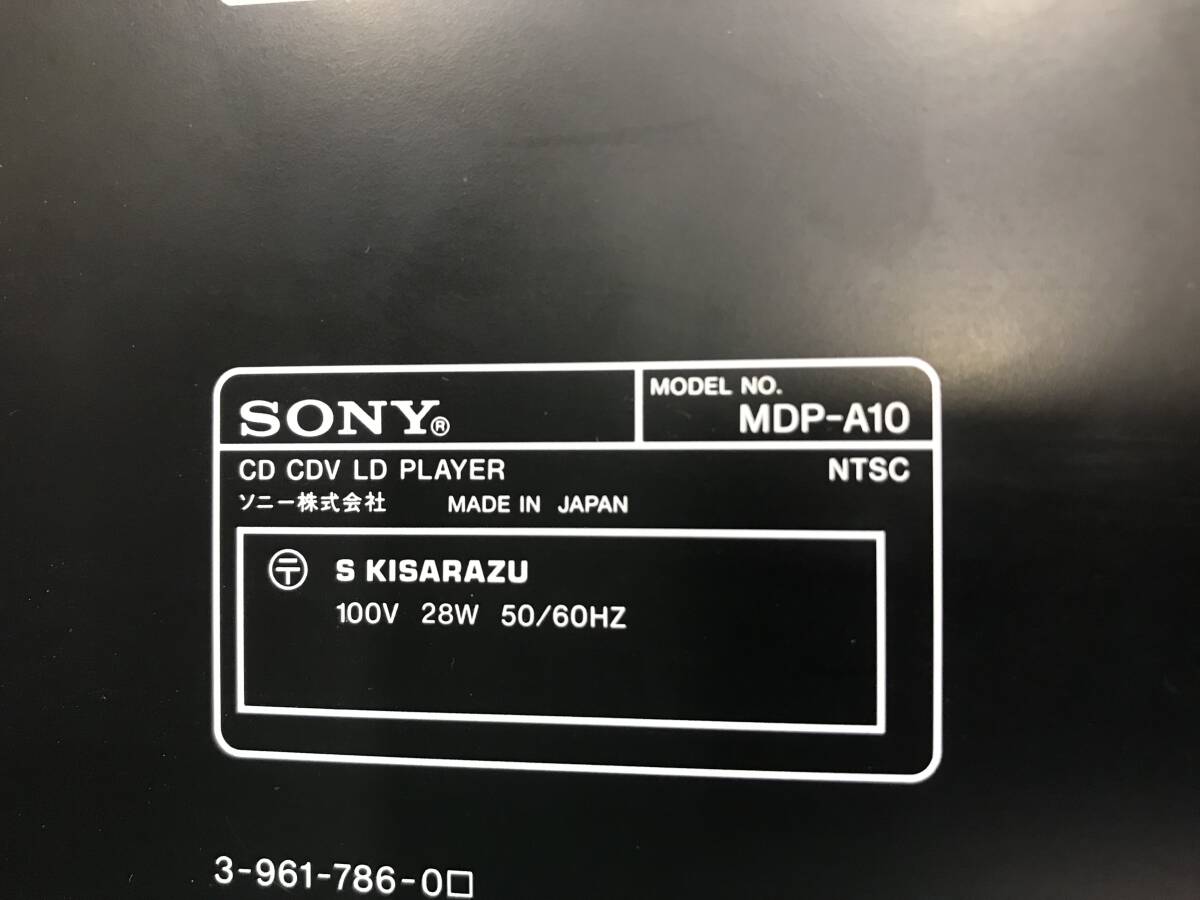 SONY®
MODEL NO.
MDP-A10
CD CDV LD PLAYER NTSC
ソニー株式会社 MADE IN JAPAN
〶 S KISARAZU
100V 28W 50/60HZ
3-961-786-0□